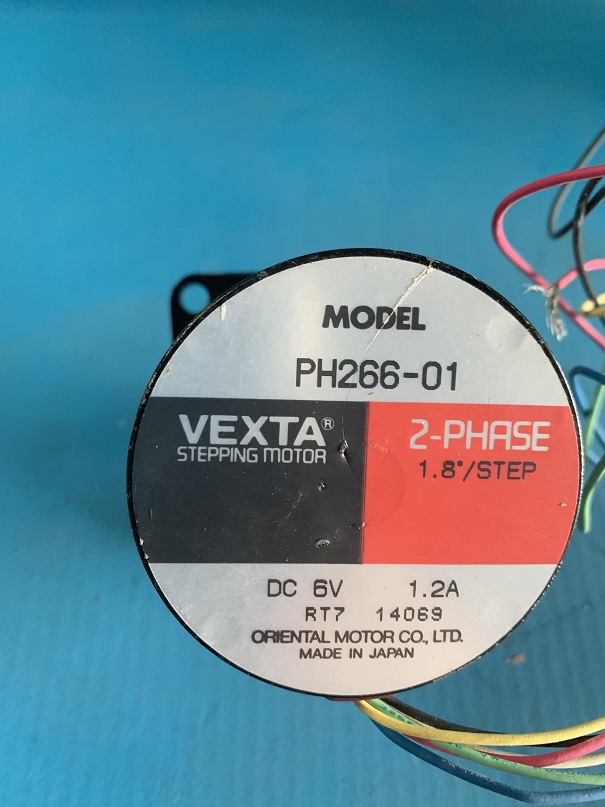 MODEL
PH266-01
VEXTA®
STEPPING MOTOR
2-PHASE
1.8°/STEP
DC 6V 1.2A
RT7 14069
ORIENTAL MOTOR CO., LTD.
MADE IN JAPAN